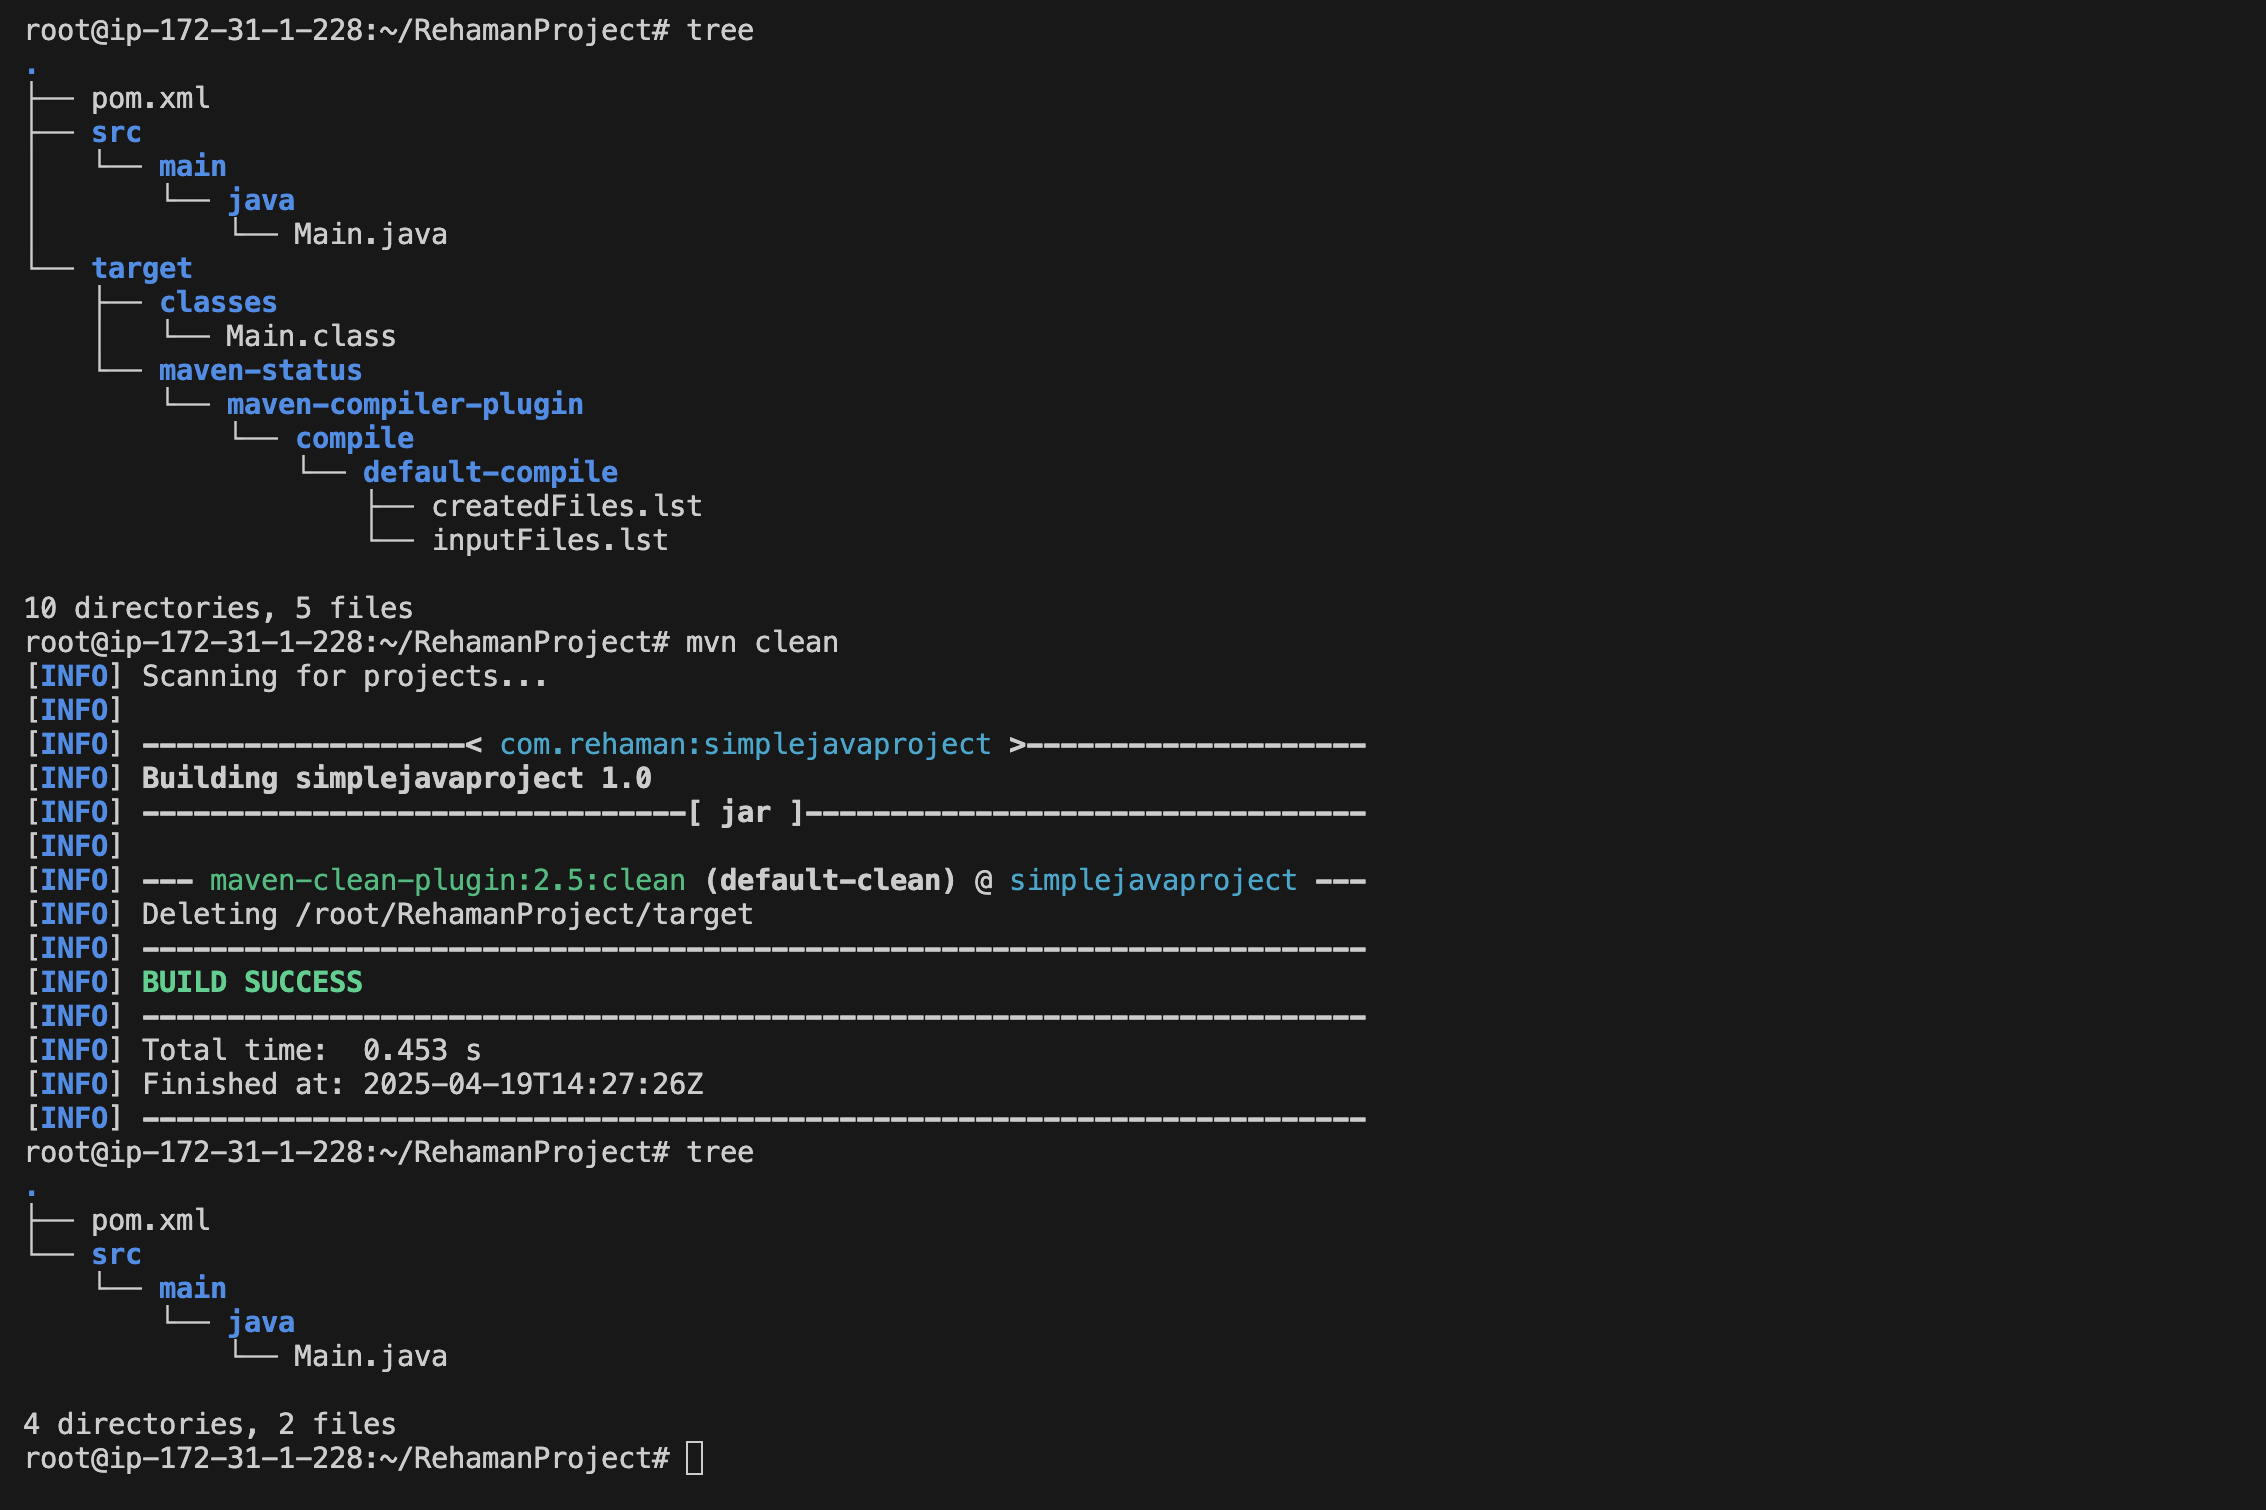 root@ip-172-31-1-228:~/RehamanProject# tree
.
├── pom.xml
├── src
│   └── main
│       └── java
│           └── Main.java
└── target
    ├── classes
    │   └── Main.class
    └── maven-status
        └── maven-compiler-plugin
            └── compile
                └── default-compile
                    ├── createdFiles.lst
                    └── inputFiles.lst

10 directories, 5 files
root@ip-172-31-1-228:~/RehamanProject# mvn clean
[INFO] Scanning for projects...
[INFO]
[INFO] -------------------< com.rehaman:simplejavaproject >--------------------
[INFO] Building simplejavaproject 1.0
[INFO] --------------------------------[ jar ]---------------------------------
[INFO]
[INFO] --- maven-clean-plugin:2.5:clean (default-clean) @ simplejavaproject ---
[INFO] Deleting /root/RehamanProject/target
[INFO] ------------------------------------------------------------------------
[INFO] BUILD SUCCESS
[INFO] ------------------------------------------------------------------------
[INFO] Total time:  0.453 s
[INFO] Finished at: 2025-04-19T14:27:26Z
[INFO] ------------------------------------------------------------------------
root@ip-172-31-1-228:~/RehamanProject# tree
.
├── pom.xml
└── src
    └── main
        └── java
            └── Main.java

4 directories, 2 files
root@ip-172-31-1-228:~/RehamanProject#